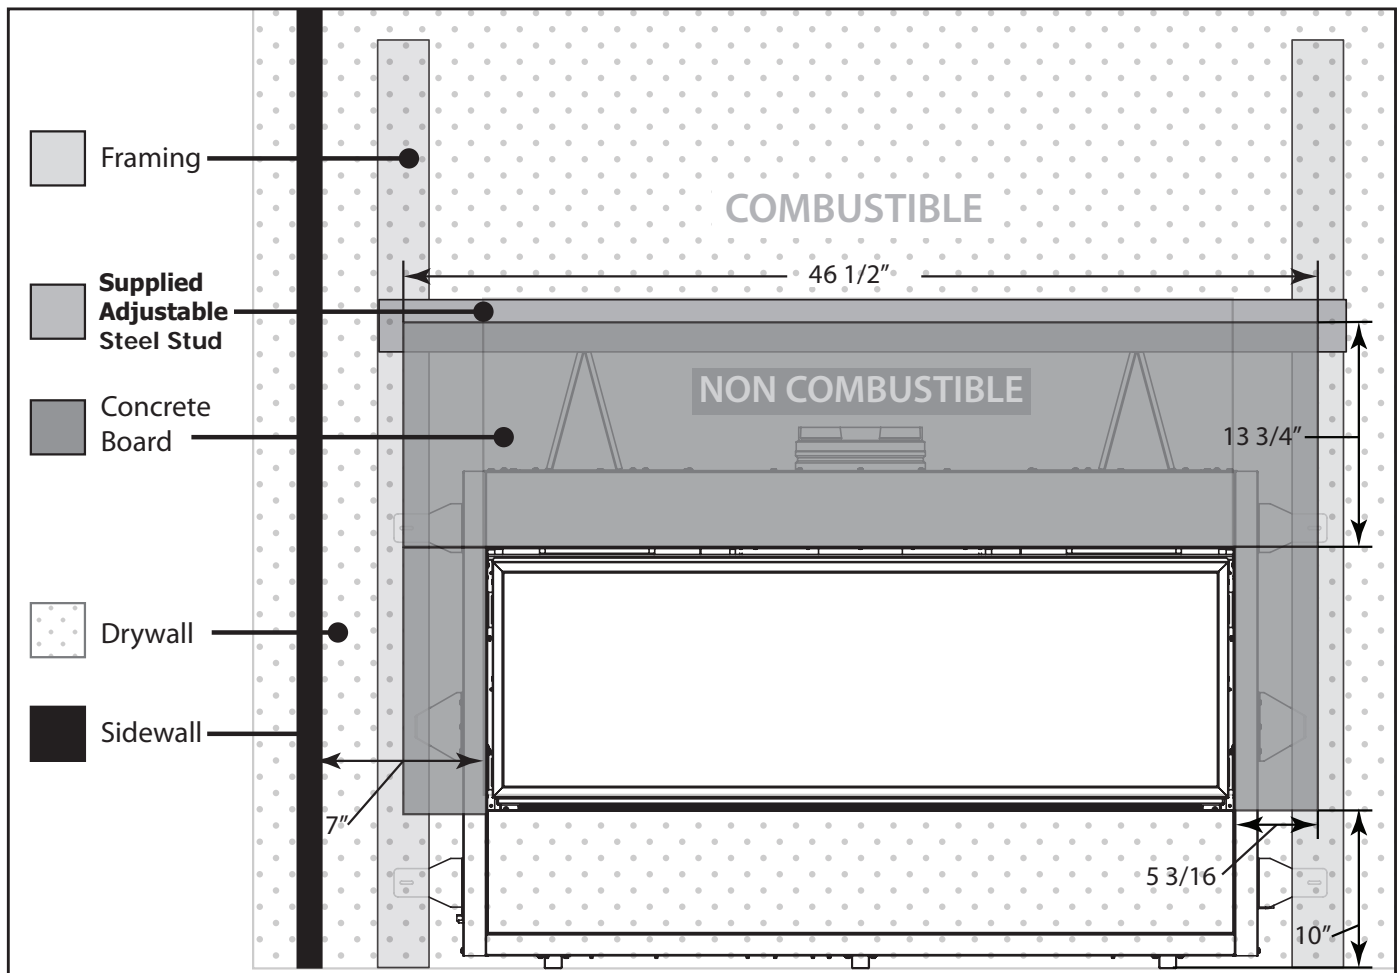 COMBUSTIBLE
Framing
46 1/2”
Supplied
Adjustable
Steel Stud
NON COMBUSTIBLE
Concrete
Board
13 3/4”
Drywall
Sidewall
7”
5 3/16
10”